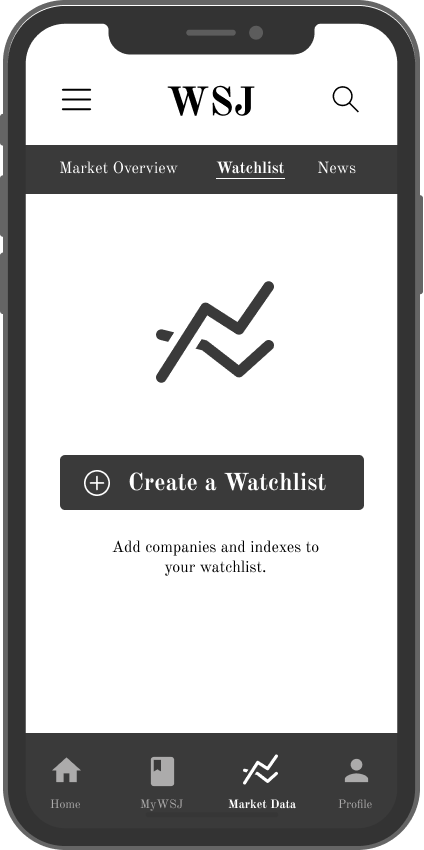 WSJ
Market Overview Watchlist News
Create a Watchlist
Add companies and indexes to
your watchlist.
Home MyWSJ Market Data Profile